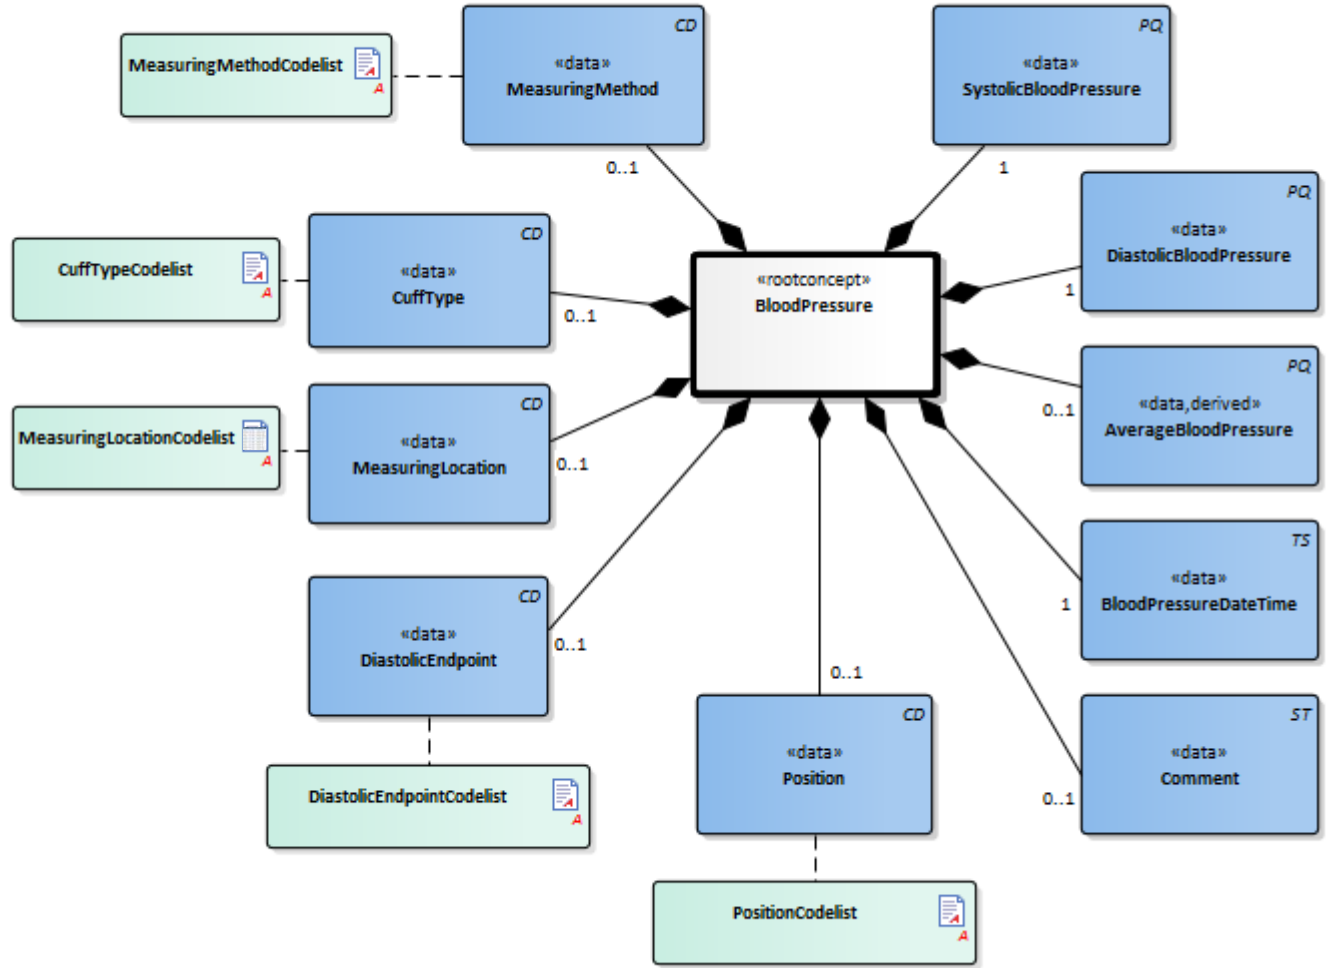 CD
«data»
MeasuringMethod
MeasuringMethodCodelist
A
0..1
PQ
«data»
SystolicBloodPressure
1
PQ
«data»
DiastolicBloodPressure
1
CD
«data»
CuffType
CuffTypeCodelist
A
0..1
«rootconcept»
BloodPressure
PQ
«data,derived»
AverageBloodPressure
0..1
CD
«data»
MeasuringLocation
MeasuringLocationCodelist
A
0..1
TS
«data»
BloodPressureDateTime
1
CD
«data»
DiastolicEndpoint
0..1
DiastolicEndpointCodelist
A
0..1
CD
«data»
Position
ST
«data»
Comment
0..1
PositionCodelist
A